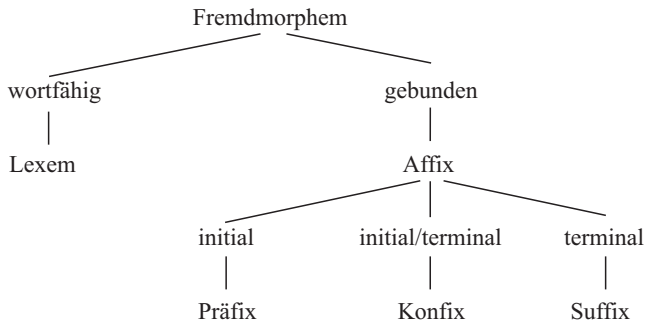 Fremdmorphem
wortfähig gebunden
Lexem Affix
initial initial/terminal terminal
Präfix Konfix Suffix